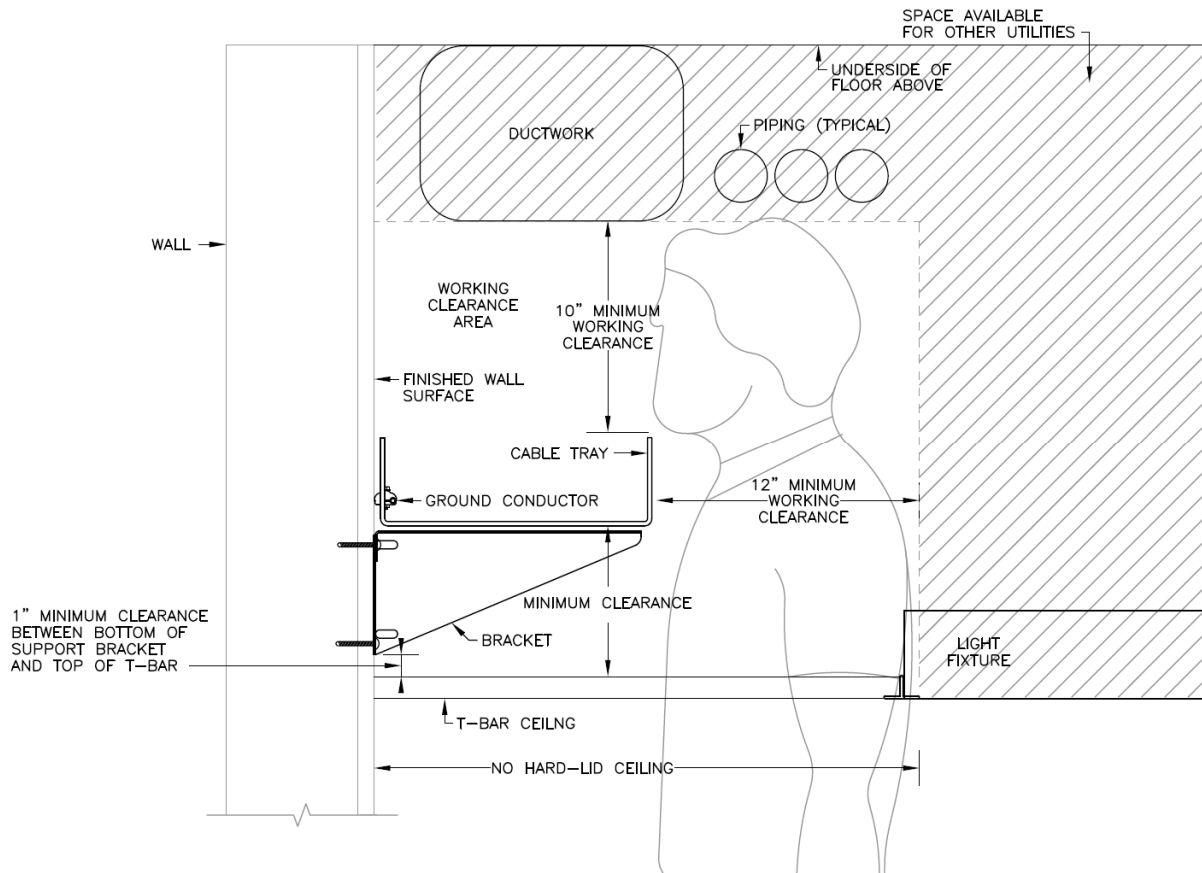 SPACE AVAILABLE
FOR OTHER UTILITIES
UNDERSIDE OF
FLOOR ABOVE
DUCTWORK
PIPING (TYPICAL)
WALL
WORKING
CLEARANCE
AREA
10" MINIMUM
WORKING
CLEARANCE
FINISHED WALL
SURFACE
CABLE TRAY
GROUND CONDUCTOR
12" MINIMUM
WORKING
CLEARANCE
1" MINIMUM CLEARANCE
BETWEEN BOTTOM OF
SUPPORT BRACKET
AND TOP OF T-BAR
MINIMUM CLEARANCE
BRACKET
LIGHT
FIXTURE
T-BAR CEILNG
NO HARD-LID CEILING